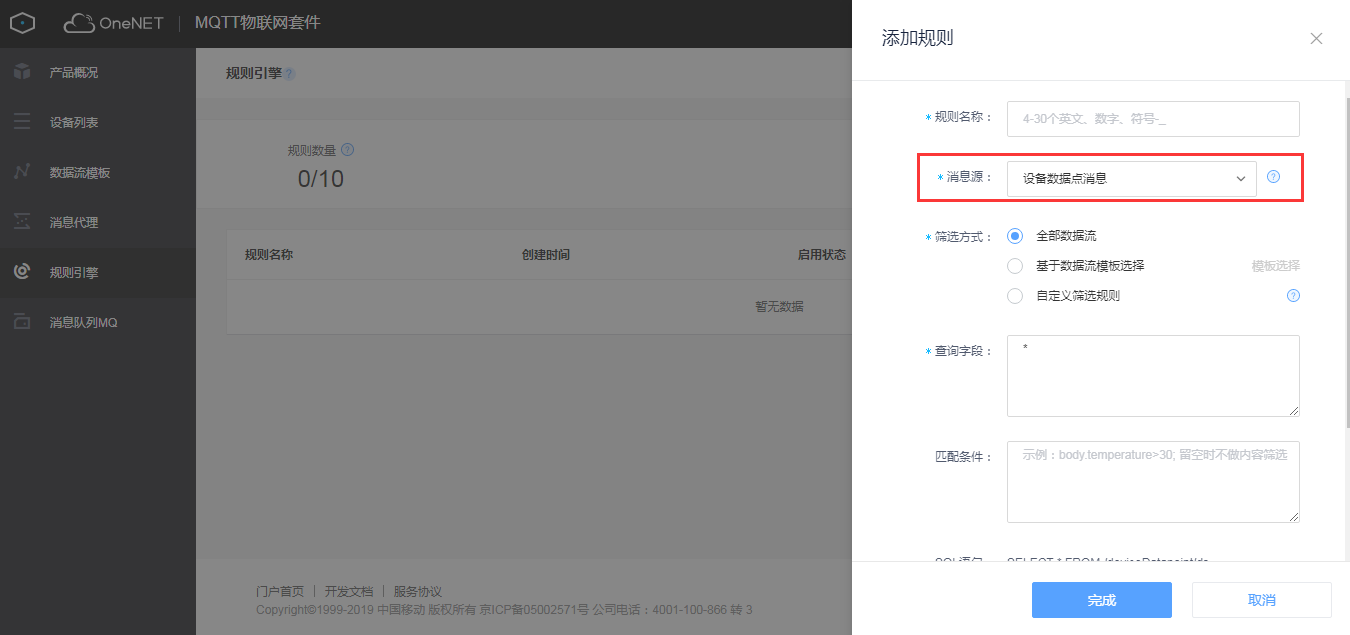 OneNET MQTT物联网套件
产品概况
设备列表
数据流模板
消息代理
规则引擎
消息队列MQ
规则引擎?
规则数量 ?
0/10
规则名称 创建时间 启用状态
暂无数据
门户首页 | 开发文档 | 服务协议
Copyright©1999-2019 中国移动 版权所有 京ICP备05002571号 公司电话：4001-100-866 转 3
添加规则
* 规则名称： 4-30个英文、数字、符号-_
* 消息源： 设备数据点消息 ?
* 筛选方式： 全部数据流
基于数据流模板选择 模板选择
自定义筛选规则 ?
* 查询字段： *
匹配条件： 示例：body.temperature>30; 留空时不做内容筛选
完成 取消